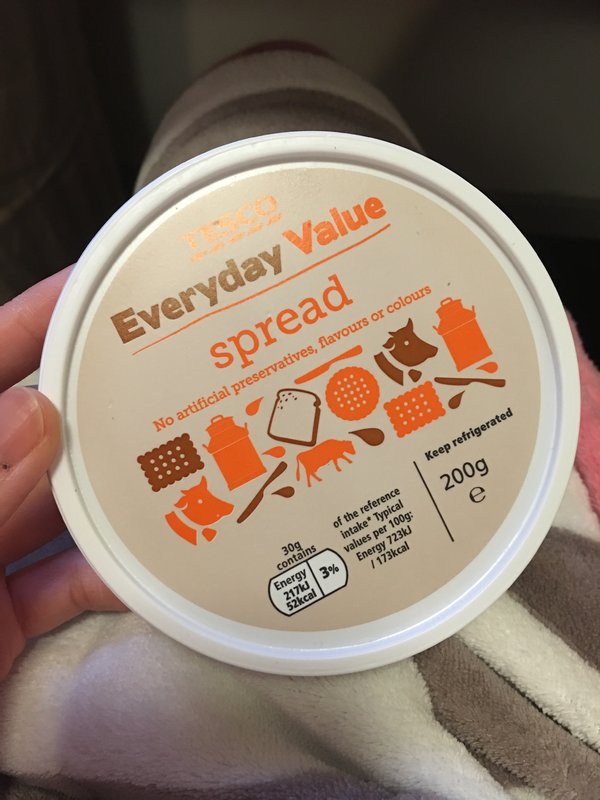 TESCO
Everyday Value
spread
No artificial preservatives, flavours or colours
30g
contains
Energy
217kJ
52kcal
3%
of the reference
intake* Typical
values per 100g:
Energy 723kJ
/ 173kcal
Keep refrigerated
200g
e